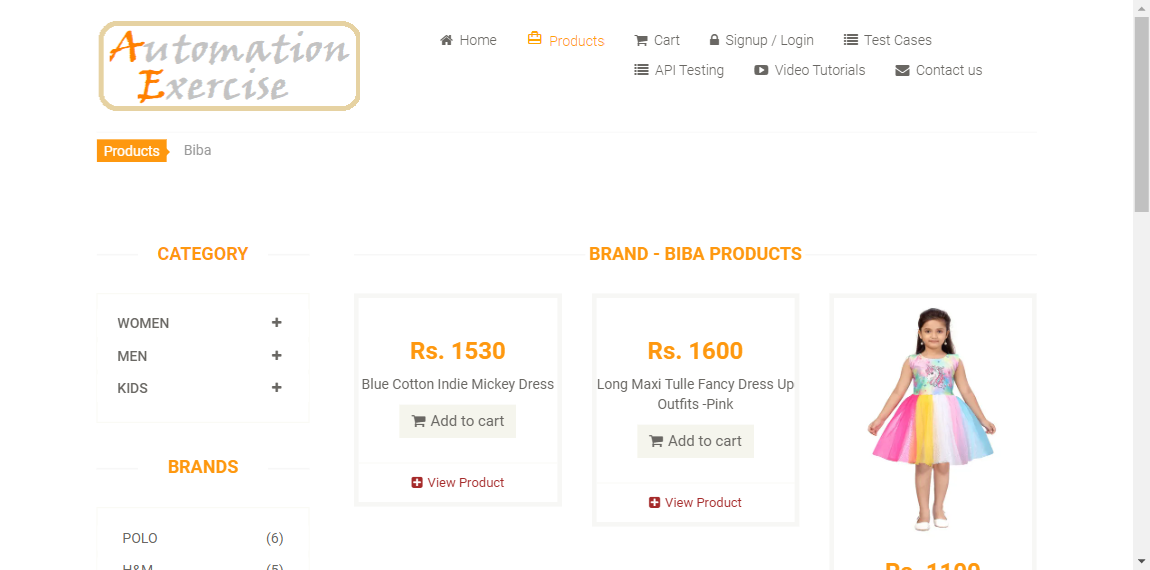 Automation
Exercise
Home
Products
Cart
Signup / Login
Test Cases
API Testing
Video Tutorials
Contact us
Products
Biba
CATEGORY
WOMEN
MEN
KIDS
BRANDS
POLO (6)
H&M (5)
BRAND - BIBA PRODUCTS
Rs. 1530
Blue Cotton Indie Mickey Dress
Add to cart
View Product
Rs. 1600
Long Maxi Tulle Fancy Dress Up
Outfits -Pink
Add to cart
View Product
Rs. 1100